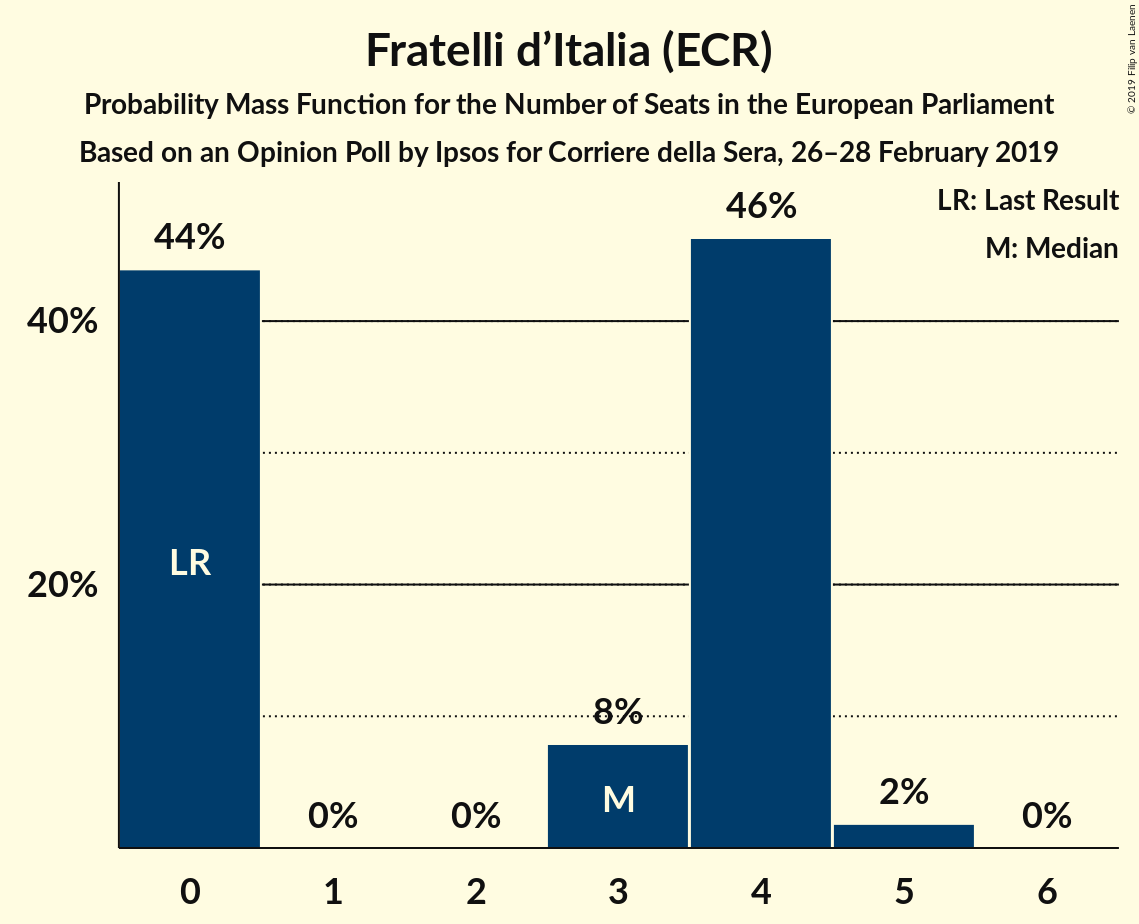 Fratelli d’Italia (ECR)
Probability Mass Function for the Number of Seats in the European Parliament
Based on an Opinion Poll by Ipsos for Corriere della Sera, 26–28 February 2019
© 2019 Filip van Laenen
LR: Last Result
M: Median
44%
0%
0%
8%
46%
2%
0%
40%
20%
LR
M
0
1
2
3
4
5
6